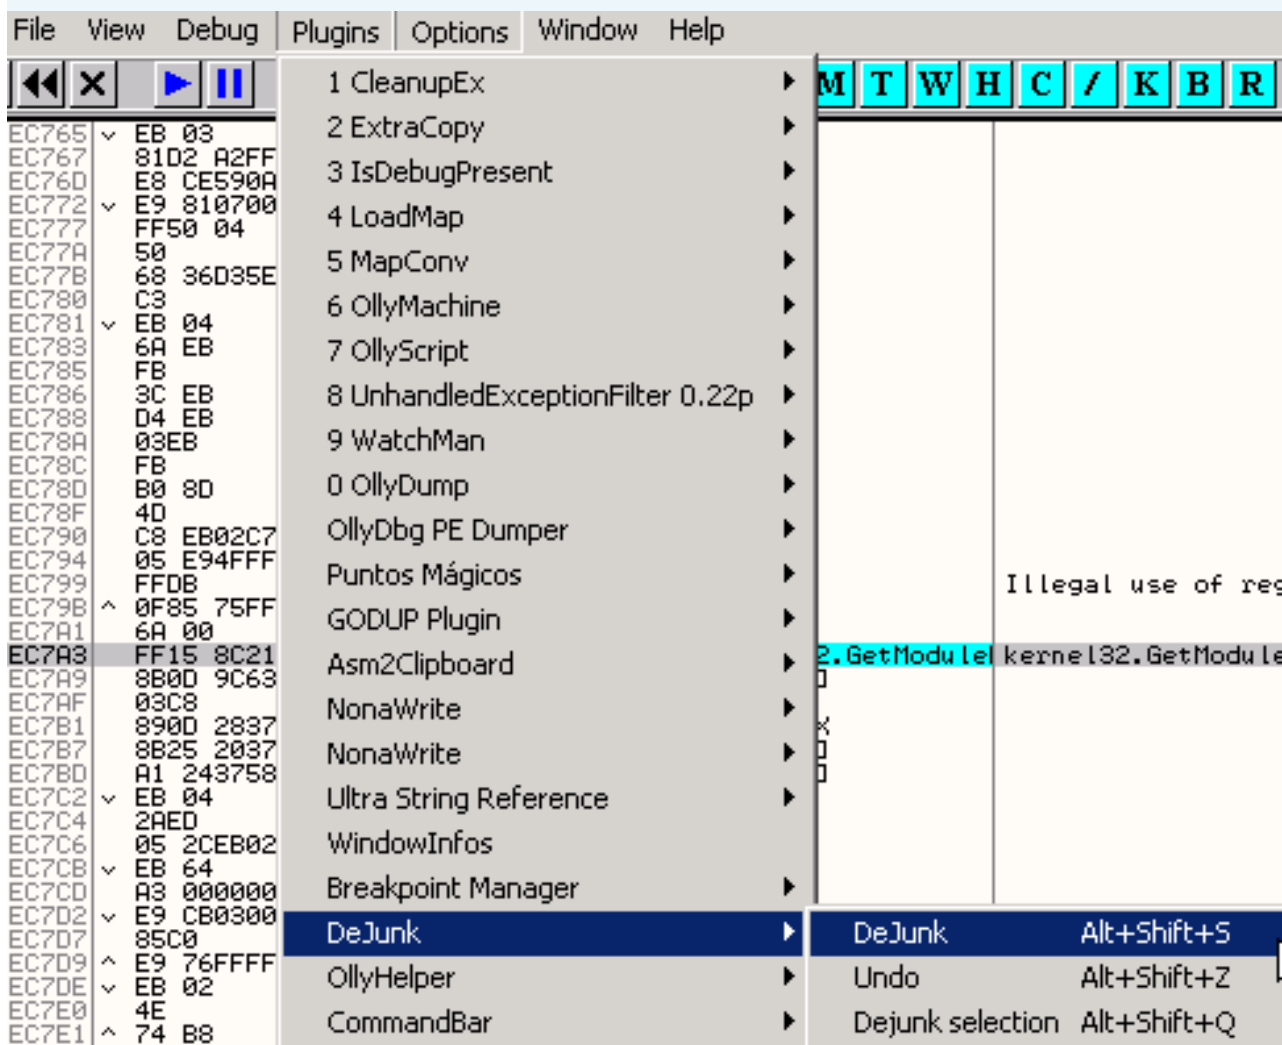 File View Debug Plugins Options Window Help
M T W H C / K B R
1 CleanupEx
2 ExtraCopy
3 IsDebugPresent
4 LoadMap
5 MapConv
6 OllyMachine
7 OllyScript
8 UnhandledExceptionFilter 0.22p
9 WatchMan
0 OllyDump
OllyDbg PE Dumper
Puntos Mágicos
GODUP Plugin
Asm2Clipboard
NonaWrite
NonaWrite
Ultra String Reference
WindowInfos
Breakpoint Manager
DeJunk
OllyHelper
CommandBar
DeJunk Alt+Shift+S
Undo Alt+Shift+Z
Dejunk selection Alt+Shift+Q
EC765 EB 03
EC767 81D2 A2FF
EC76D E8 CE590A
EC772 E9 810700
EC777 FF50 04
EC77A 50
EC77B 68 36D35E
EC780 C3
EC781 EB 04
EC783 6A EB
EC785 FB
EC786 3C EB
EC788 D4 EB
EC78A 03EB
EC78C FB
EC78D B0 8D
EC78F 4D
EC790 C8 EB02C7
EC794 05 E94FFF
EC799 FFDB
EC79B ^ 0F85 75FF
EC7A1 6A 00
EC7A3 FF15 8C21
EC7A9 8B0D 9C63
EC7AF 03C8
EC7B1 890D 2837
EC7B7 8B25 2037
EC7BD A1 243758
EC7C2 EB 04
EC7C4 2AED
EC7C6 05 2CEB02
EC7CB EB 64
EC7CD A3 000000
EC7D2 E9 CB0300
EC7D7 85C0
EC7D9 ^ E9 76FFFF
EC7DE EB 02
EC7E0 4E
EC7E1 ^ 74 B8
Illegal use of reg
2.GetModule kernel32.GetModule